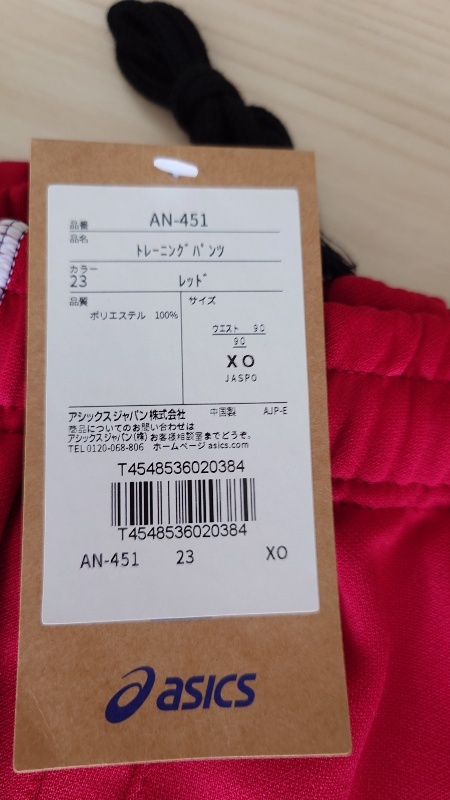 品番 AN-451
品名
ﾄﾚｰﾆﾝｸﾞﾊﾟﾝﾂ
カラー
23 ﾚｯﾄﾞ
品質 サイズ
ポリエステル 100%
ウエスト 90
90
XO
JASPO
アシックスジャパン株式会社 中国製 AJP-E
商品についてのお問い合わせは
アシックスジャパン(株)お客様相談室までどうぞ。
TEL 0120-068-806 ホームページ asics.com
T4548536020384
T4548536020384
AN-451 23 XO
asics